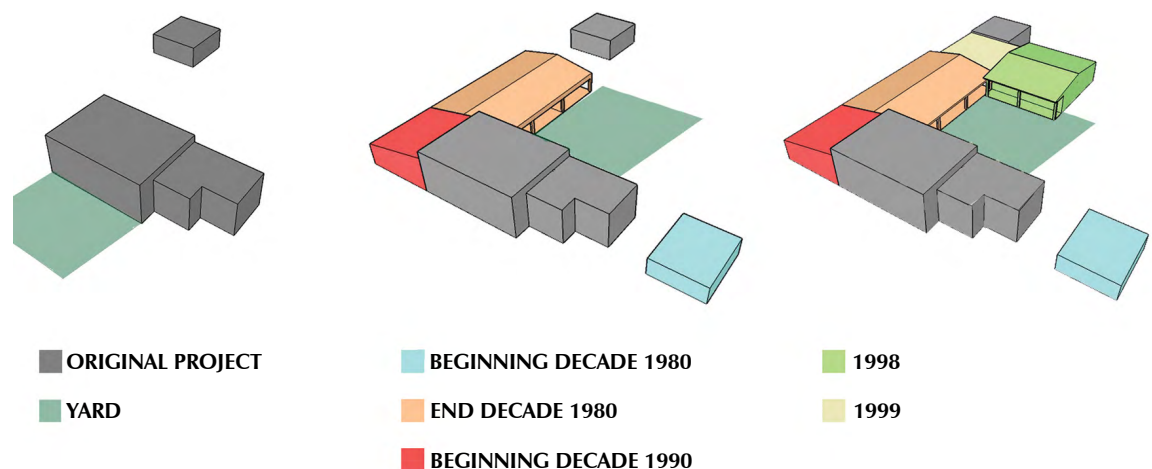 ORIGINAL PROJECT
YARD
BEGINNING DECADE 1980
END DECADE 1980
BEGINNING DECADE 1990
1998
1999